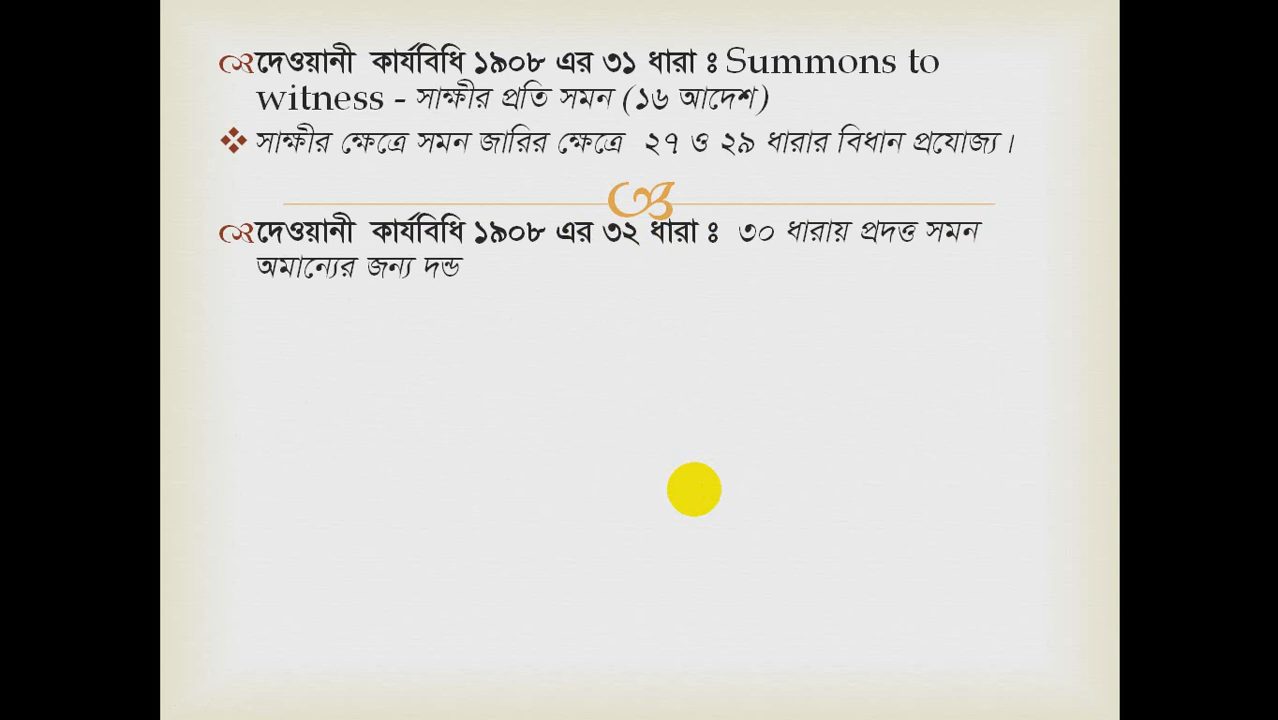 দেওয়ানী কার্যবিধি ১৯০৮ এর ৩১ ধারা ঃ Summons to
witness - সাক্ষীর প্রতি সমন (১৬ আদেশ)
সাক্ষীর ক্ষেত্রে সমন জারির ক্ষেত্রে ২৭ ও ২৯ ধারার বিধান প্রযোজ্য।
দেওয়ানী কার্যবিধি ১৯০৮ এর ৩২ ধারা ঃ ৩০ ধারায় প্রদত্ত সমন
অমান্যের জন্য দন্ড